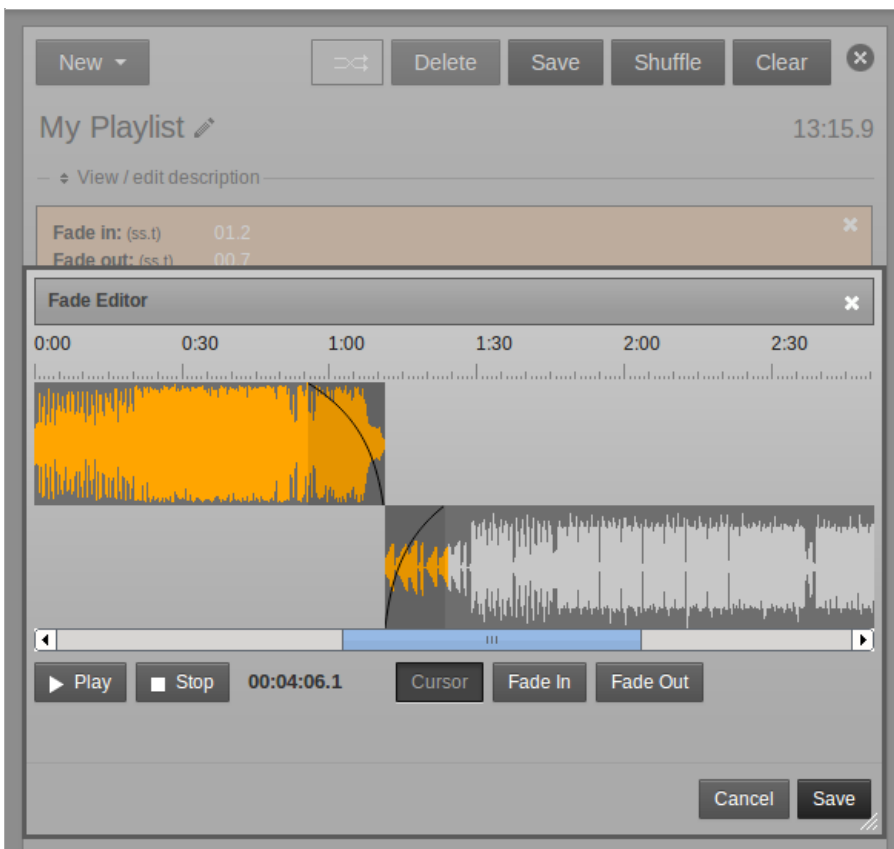 New Delete Save Shuffle Clear
My Playlist 13:15.9
View / edit description
Fade in: (ss.t) 01.2
Fade out: (ss.t) 00.7
Fade Editor
0:00 0:30 1:00 1:30 2:00 2:30
Play Stop 00:04:06.1 Cursor Fade In Fade Out
Cancel Save